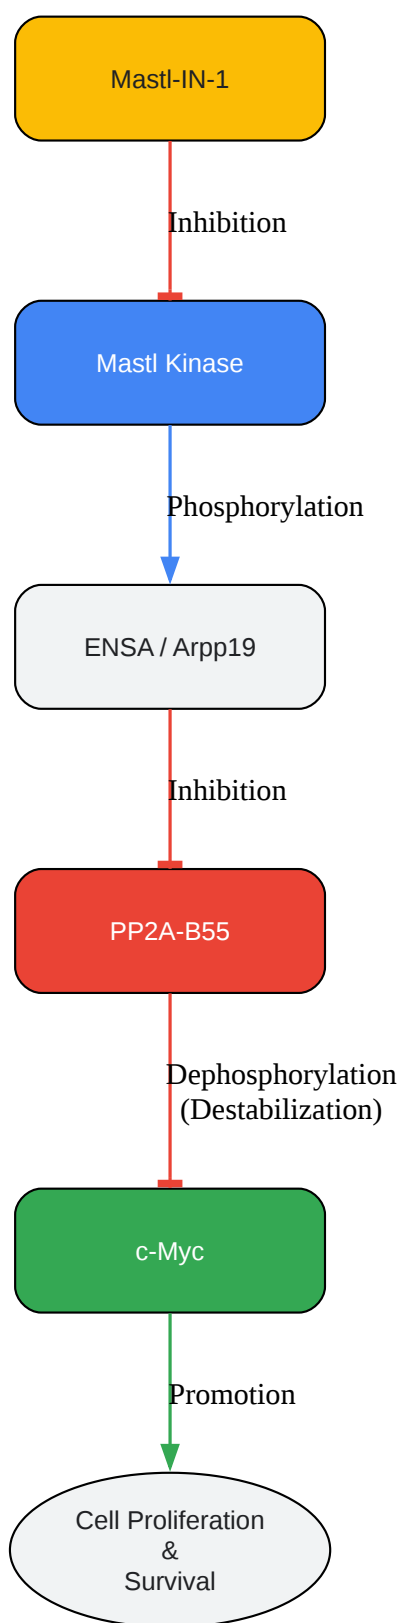 Mastl-IN-1
Inhibition
Mastl Kinase
Phosphorylation
ENSA / Arpp19
Inhibition
PP2A-B55
Dephosphorylation
(Destabilization)
c-Myc
Promotion
Cell Proliferation
&
Survival